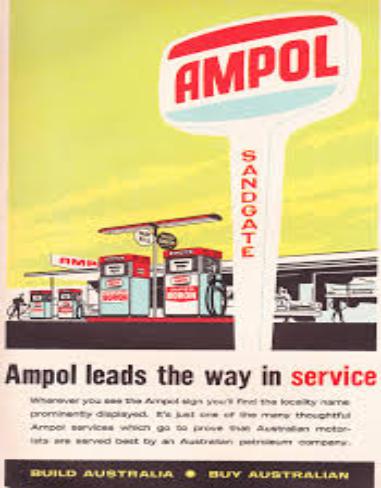 AMPOL
SANDGATE
AMP
BORON
BORON
Ampol leads the way in service
Wherever you see the Ampol sign you'll find the locality name
prominently displayed. It's just one of the many thoughtful
Ampol services which go to prove that Australian motor-
ists are served best by an Australian petroleum company.
BUILD AUSTRALIA ● BUY AUSTRALIAN